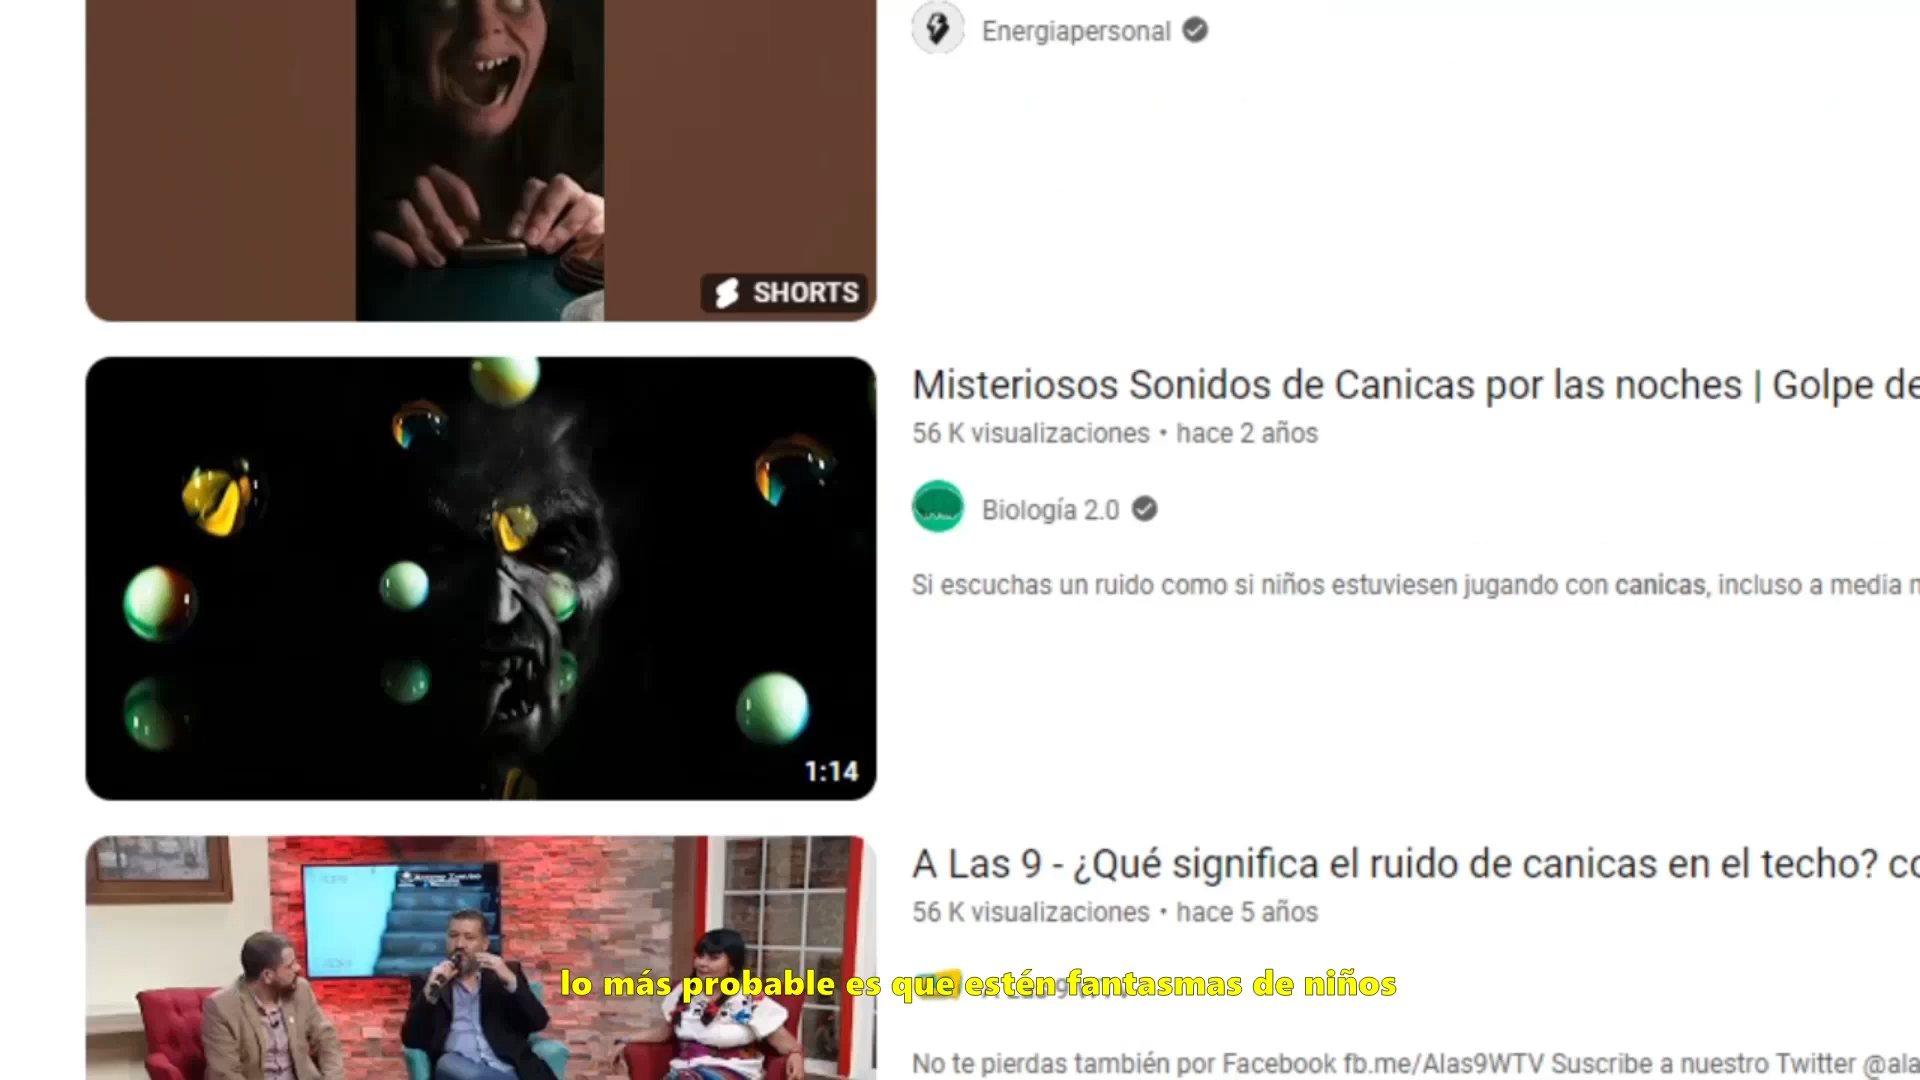 Energiapersonal
SHORTS
Misteriosos Sonidos de Canicas por las noches | Golpe de
56 K visualizaciones • hace 2 años
Biología 2.0
Si escuchas un ruido como si niños estuviesen jugando con canicas, incluso a media
1:14
A Las 9 - ¿Qué significa el ruido de canicas en el techo?
56 K visualizaciones • hace 5 años
lo más probable es que estén fantasmas de niños
No te pierdas también por Facebook fb.me/Alas9WTV Suscribe a nuestro Twitter